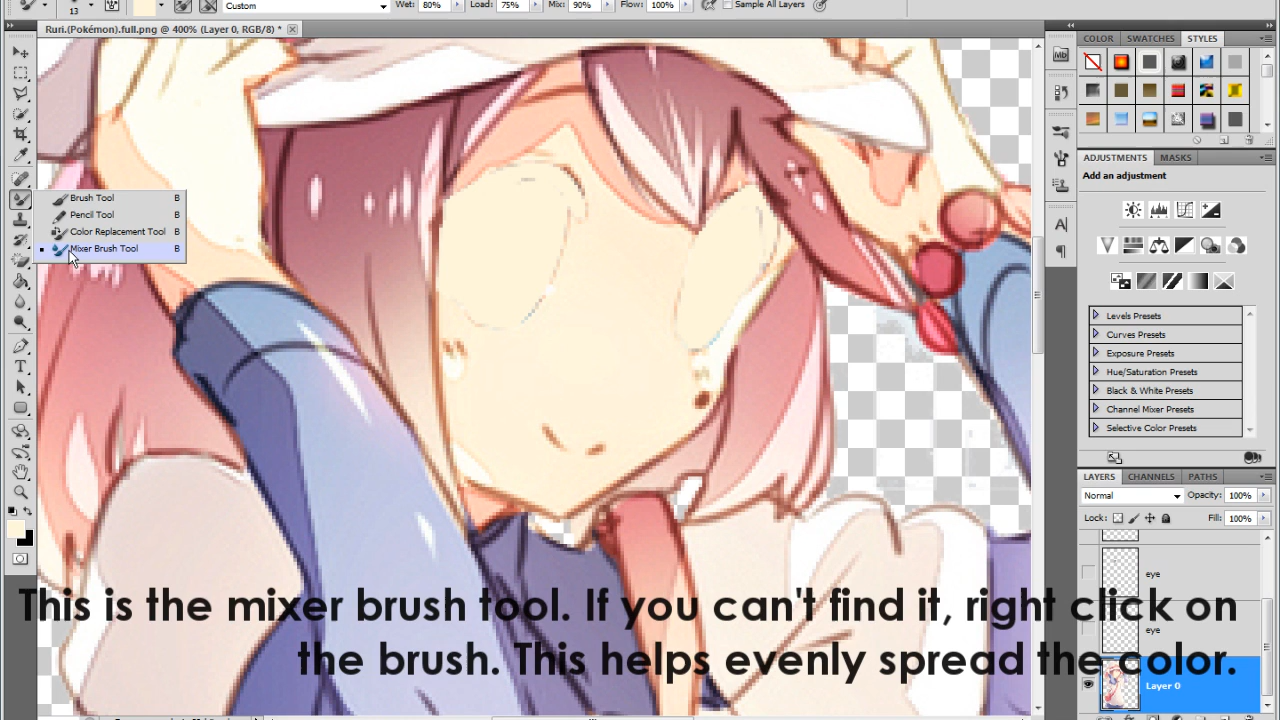 13
Custom
Wet: 80%
Load: 75%
Mix: 90%
Flow: 100%
Sample All Layers
Ruri.(Pokémon).full.png @ 400% (Layer 0, RGB/8) *
COLOR
SWATCHES
STYLES
Mb
Brush Tool B
Pencil Tool B
Color Replacement Tool B
Mixer Brush Tool B
ADJUSTMENTS
MASKS
Add an adjustment
Levels Presets
Curves Presets
Exposure Presets
Hue/Saturation Presets
Black & White Presets
Channel Mixer Presets
Selective Color Presets
LAYERS
CHANNELS
PATHS
Normal
Opacity: 100%
Lock:
Fill: 100%
eye
eye
Layer 0
This is the mixer brush tool. If you can't find it, right click on
the brush. This helps evenly spread the color.